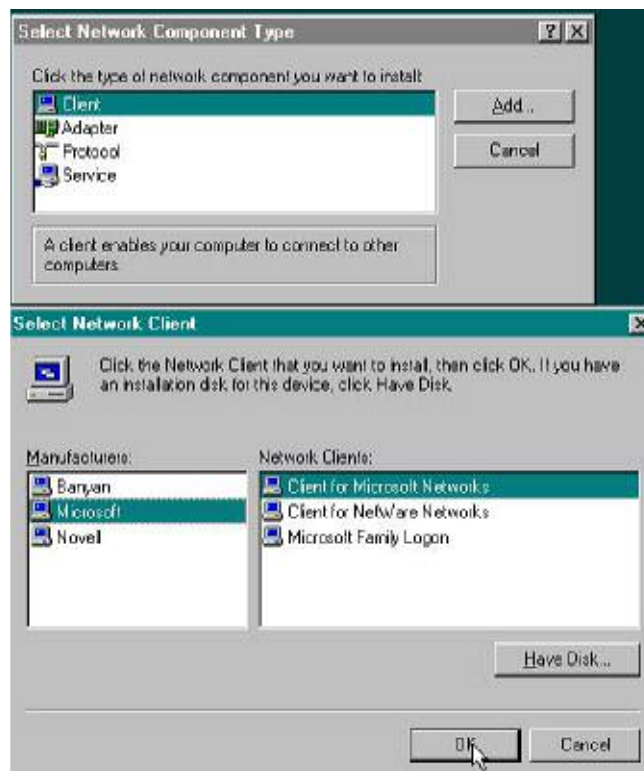 Select Network Component Type
Click the type of network component you want to install:
Client
Adapter
Protocol
Service
Add...
Cancel
A client enables your computer to connect to other
computers.
Select Network Client
Click the Network Client that you want to install, then click OK. If you have
an installation disk for this device, click Have Disk.
Manufacturers:
Banyan
Microsoft
Novell
Network Clients:
Client for Microsoft Networks
Client for NetWare Networks
Microsoft Family Logon
Have Disk...
OK
Cancel